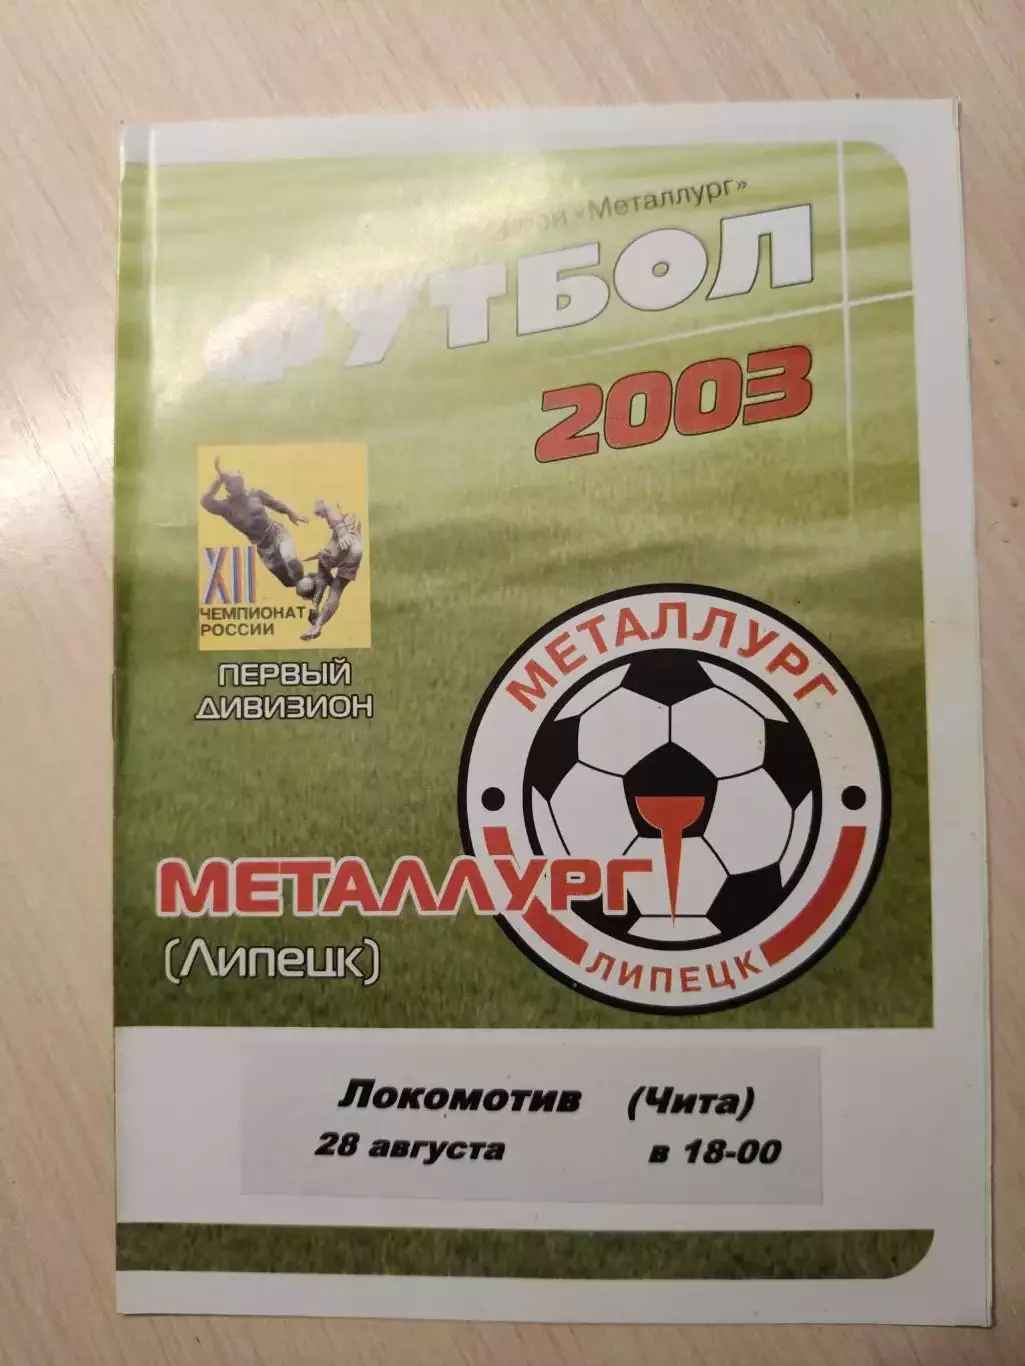 «Металлург»
ФУТБОЛ
2003
XII
ЧЕМПИОНАТ
РОССИИ
ПЕРВЫЙ
ДИВИЗИОН
МЕТАЛЛУРГ
ЛИПЕЦК
МЕТАЛЛУРГ
(Липецк)
Локомотив (Чита)
28 августа в 18-00